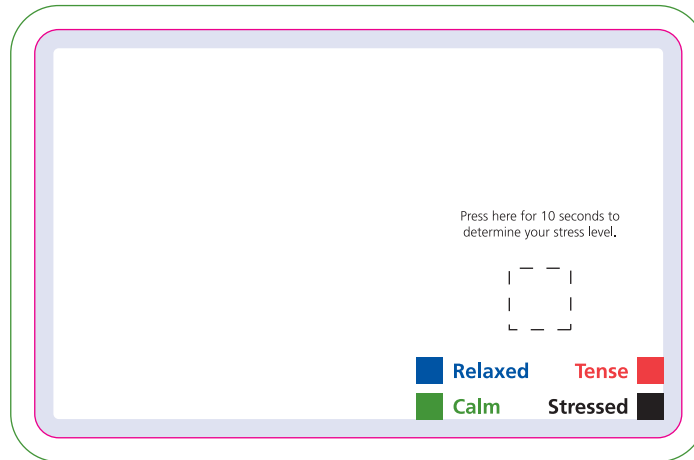 Press here for 10 seconds to
determine your stress level.
Relaxed Tense
Calm Stressed